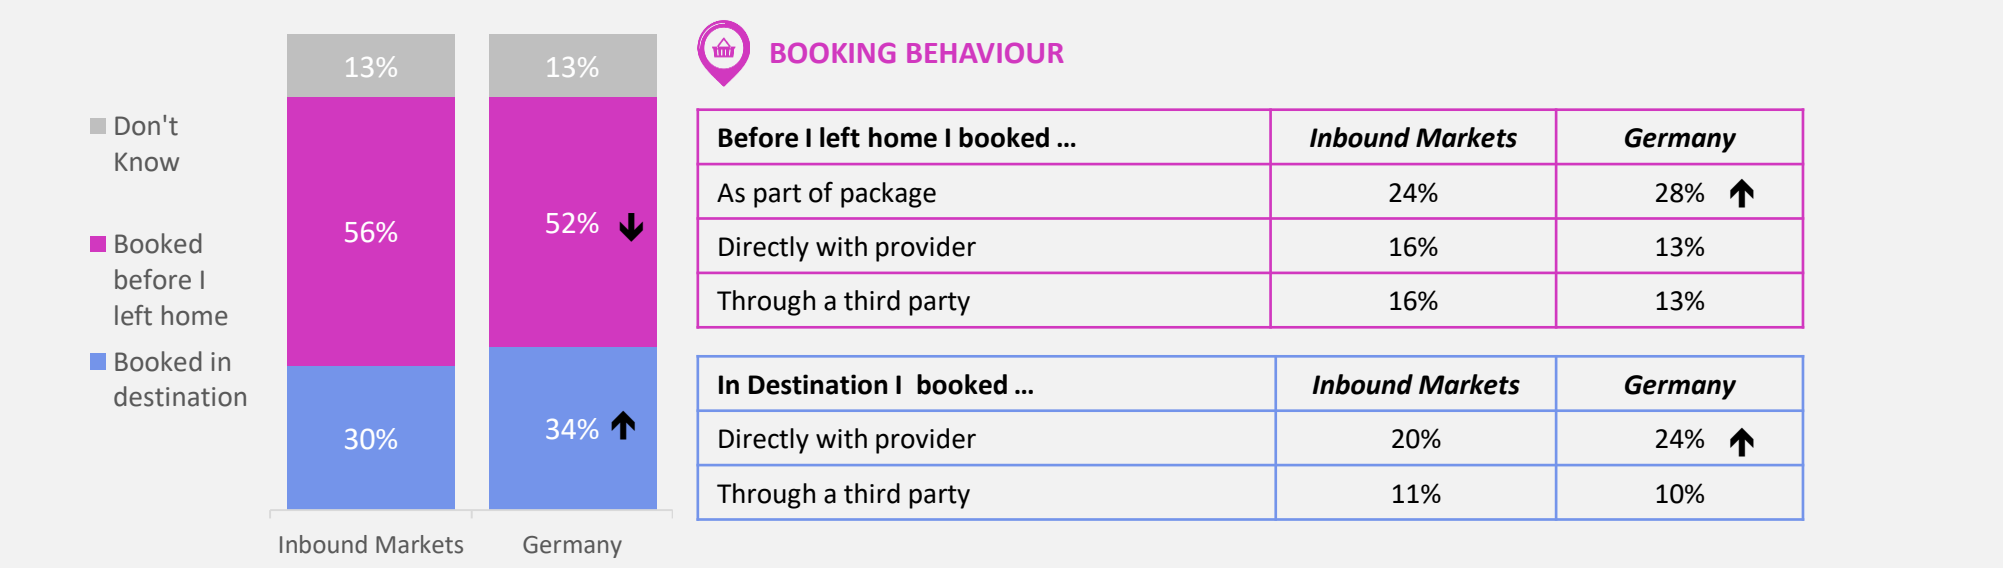 13%
13%
56%
52%
30%
34%
Don't
Know
Booked
before I
left home
Booked in
destination
Inbound Markets
Germany
BOOKING BEHAVIOUR
Before I left home I booked ... Inbound Markets Germany
As part of package 24% 28%
Directly with provider 16% 13%
Through a third party 16% 13%
In Destination I booked ... Inbound Markets Germany
Directly with provider 20% 24%
Through a third party 11% 10%